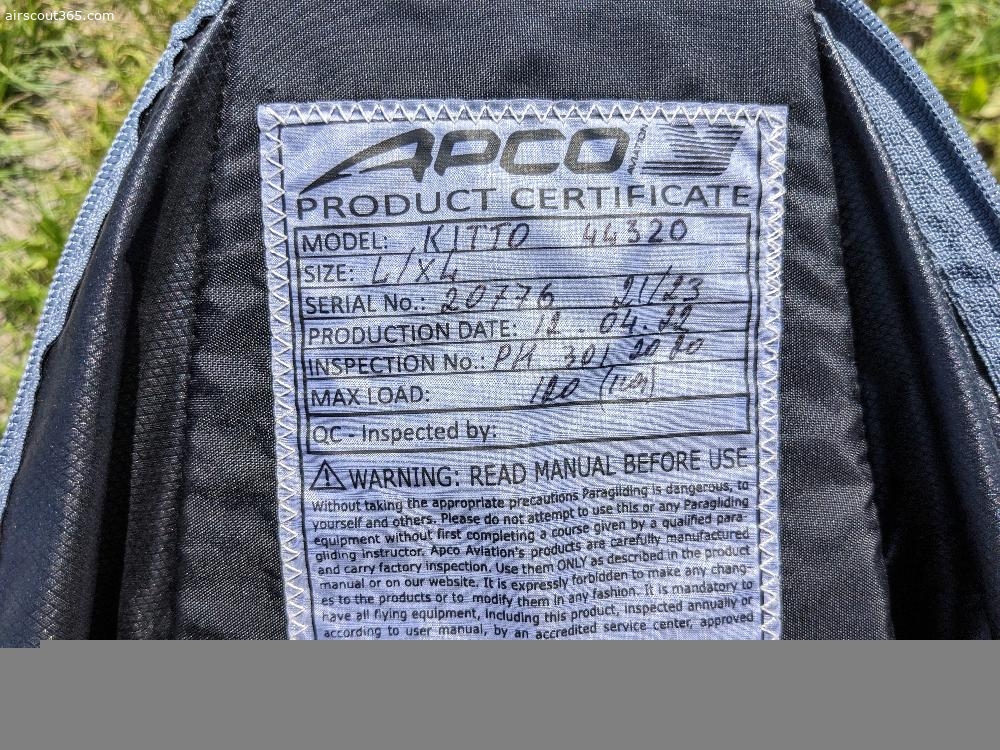 airscout365.com
APCO AVIATION
PRODUCT CERTIFICATE
MODEL: KITTO 44320
SIZE: L/XL
SERIAL No.: 20776 21/23
PRODUCTION DATE: 12.04.22
INSPECTION No.: PH 301 2020
MAX LOAD: 120
QC - Inspected by:
WARNING: READ MANUAL BEFORE USE
Without taking the appropriate precautions Paragliding is dangerous, to
yourself and others. Please do not attempt to use this or any Paragliding
equipment without first completing a course given by a qualified para-
gliding instructor. Apco Aviation's products are carefully manufactured
and carry factory inspection. Use them ONLY as described in the product
manual or on our website. It is expressly forbidden to make any chang-
es to the products or to modify them in any fashion. It is mandatory to
have all flying equipment, including this product, inspected annually or
according to user manual, by an accredited service center, approved